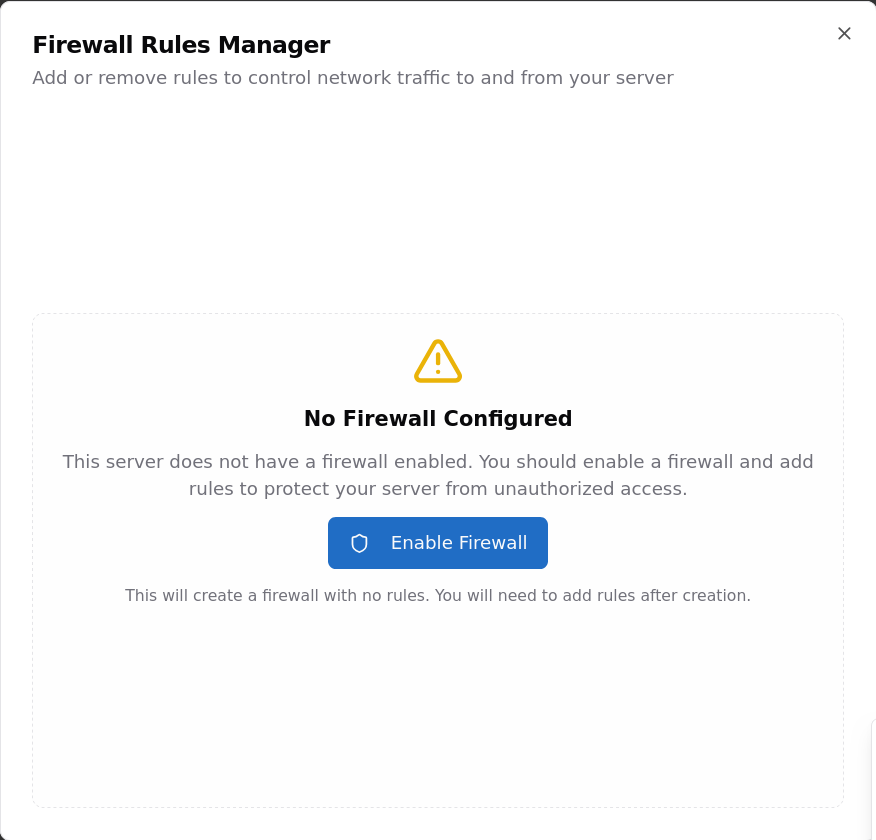 Firewall Rules Manager
Add or remove rules to control network traffic to and from your server
No Firewall Configured
This server does not have a firewall enabled. You should enable a firewall and add
rules to protect your server from unauthorized access.
Enable Firewall
This will create a firewall with no rules. You will need to add rules after creation.